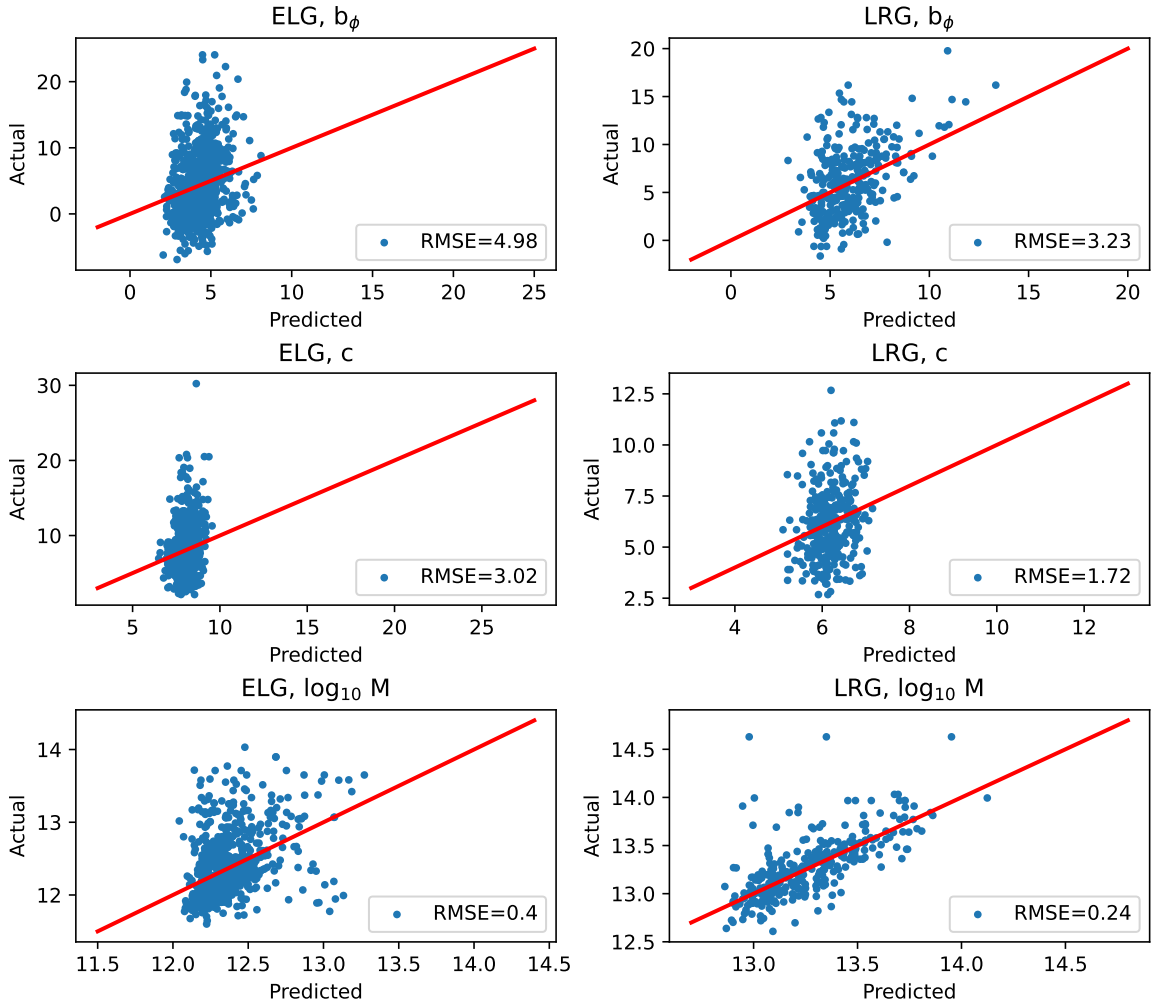 ELG, bϕ
Actual
20
10
0
0 5 10 15 20 25
Predicted
RMSE=4.98
LRG, bϕ
Actual
20
15
10
5
0
0 5 10 15 20
Predicted
RMSE=3.23
ELG, c
Actual
30
20
10
5 10 15 20 25
Predicted
RMSE=3.02
LRG, c
Actual
12.5
10.0
7.5
5.0
2.5
4 6 8 10 12
Predicted
RMSE=1.72
ELG, log₁₀ M
Actual
14
13
12
11.5 12.0 12.5 13.0 13.5 14.0 14.5
Predicted
RMSE=0.4
LRG, log₁₀ M
Actual
14.5
14.0
13.5
13.0
12.5
13.0 13.5 14.0 14.5
Predicted
RMSE=0.24